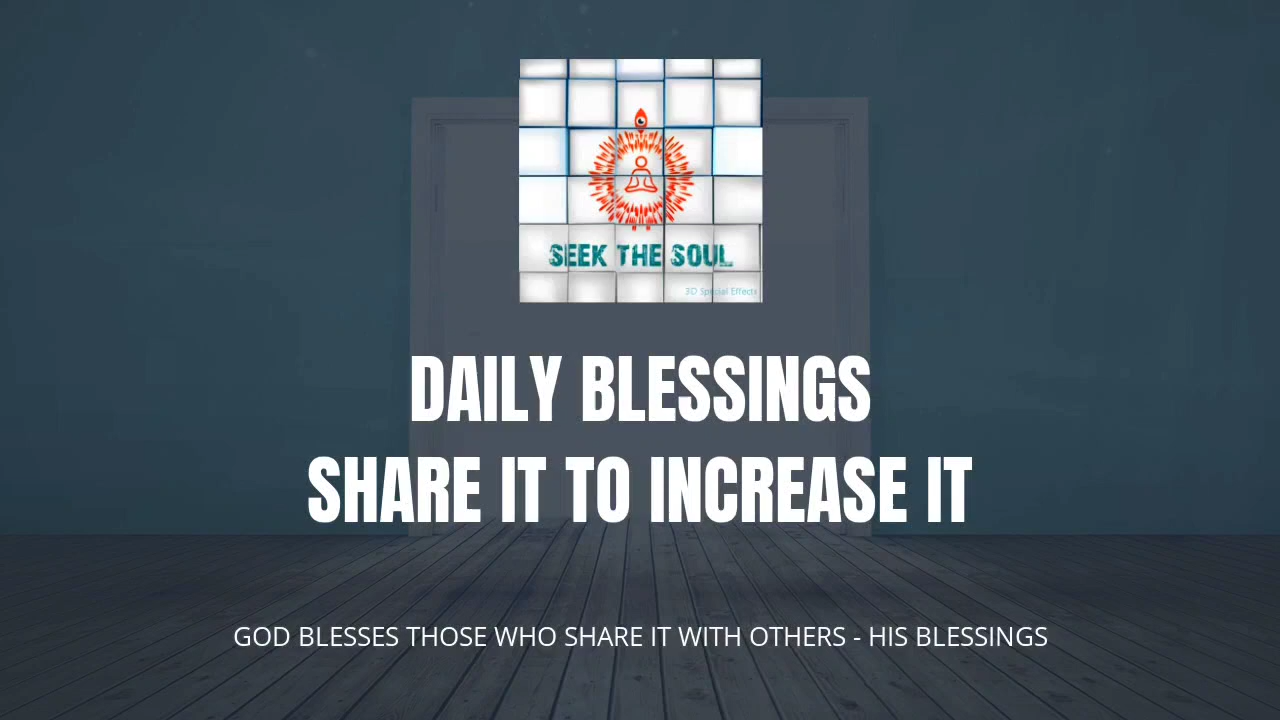 SEEK THE SOUL
3D Special Effects
DAILY BLESSINGS
SHARE IT TO INCREASE IT
GOD BLESSES THOSE WHO SHARE IT WITH OTHERS - HIS BLESSINGS